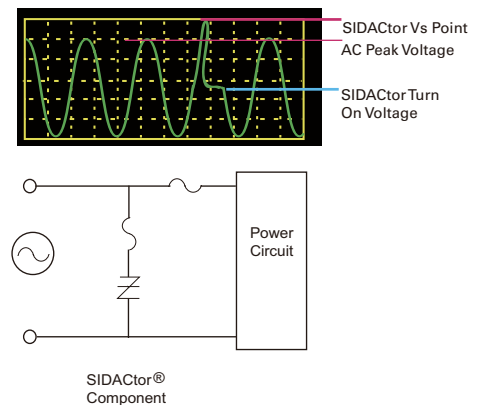 SIDACtor Vs Point
AC Peak Voltage
SIDACtor Turn
On Voltage
Power
Circuit
SIDACtor®
Component